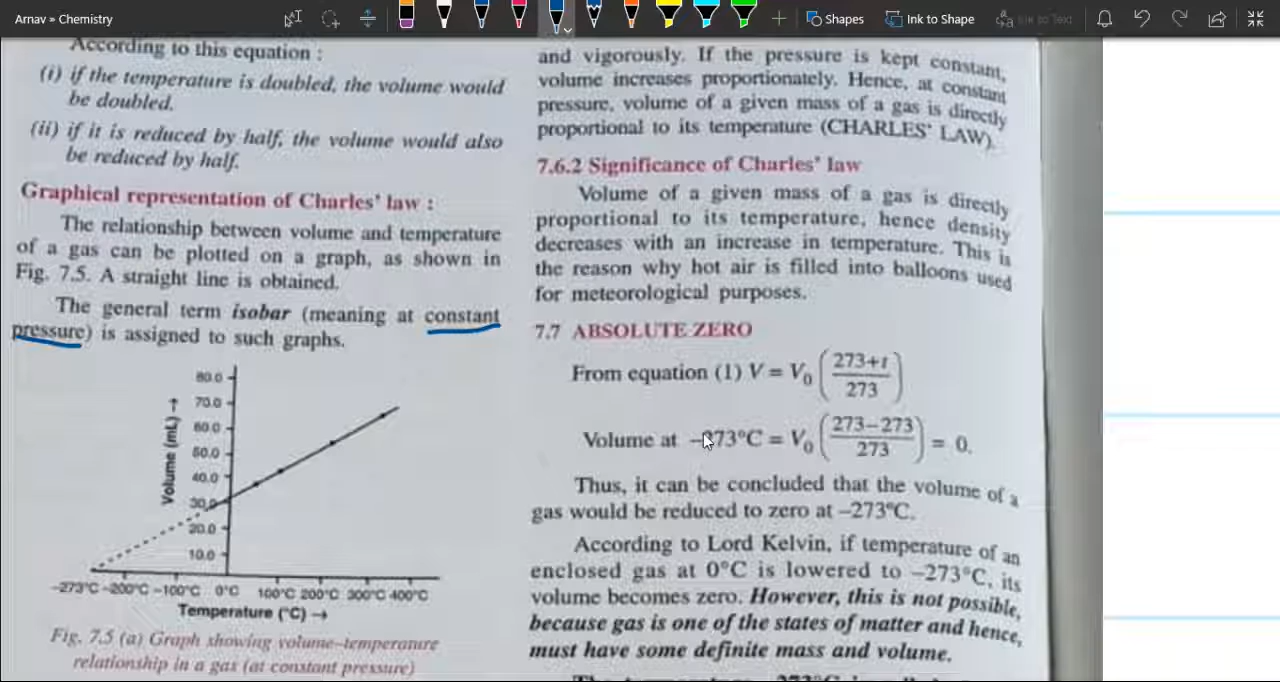 Arnav » Chemistry
Shapes
Ink to Shape
Ink to Text
According to this equation :
(i) if the temperature is doubled, the volume would
be doubled.
(ii) if it is reduced by half, the volume would also
be reduced by half.
Graphical representation of Charles' law :
The relationship between volume and temperature
of a gas can be plotted on a graph, as shown in
Fig. 7.5. A straight line is obtained.
The general term isobar (meaning at constant
pressure) is assigned to such graphs.
80.0
70.0
60.0
50.0
40.0
30.0
20.0
10.0
Volume (mL) →
-273°C -200°C -100°C 0°C 100°C 200°C 300°C 400°C
Temperature (°C) →
Fig. 7.5 (a) Graph showing volume–temperature
relationship in a gas (at constant pressure)
and vigorously. If the pressure is kept constant,
volume increases proportionately. Hence, at constant
pressure, volume of a given mass of a gas is directly
proportional to its temperature (CHARLES' LAW).
7.6.2 Significance of Charles' law
Volume of a given mass of a gas is directly
proportional to its temperature, hence density
decreases with an increase in temperature. This is
the reason why hot air is filled into balloons used
for meteorological purposes.
7.7 ABSOLUTE ZERO
From equation (1) V = V₀ (273+t / 273)
Volume at –273°C = V₀ (273–273 / 273) = 0.
Thus, it can be concluded that the volume of a
gas would be reduced to zero at –273°C.
According to Lord Kelvin, if temperature of an
enclosed gas at 0°C is lowered to –273°C, its
volume becomes zero. However, this is not possible,
because gas is one of the states of matter and hence,
must have some definite mass and volume.